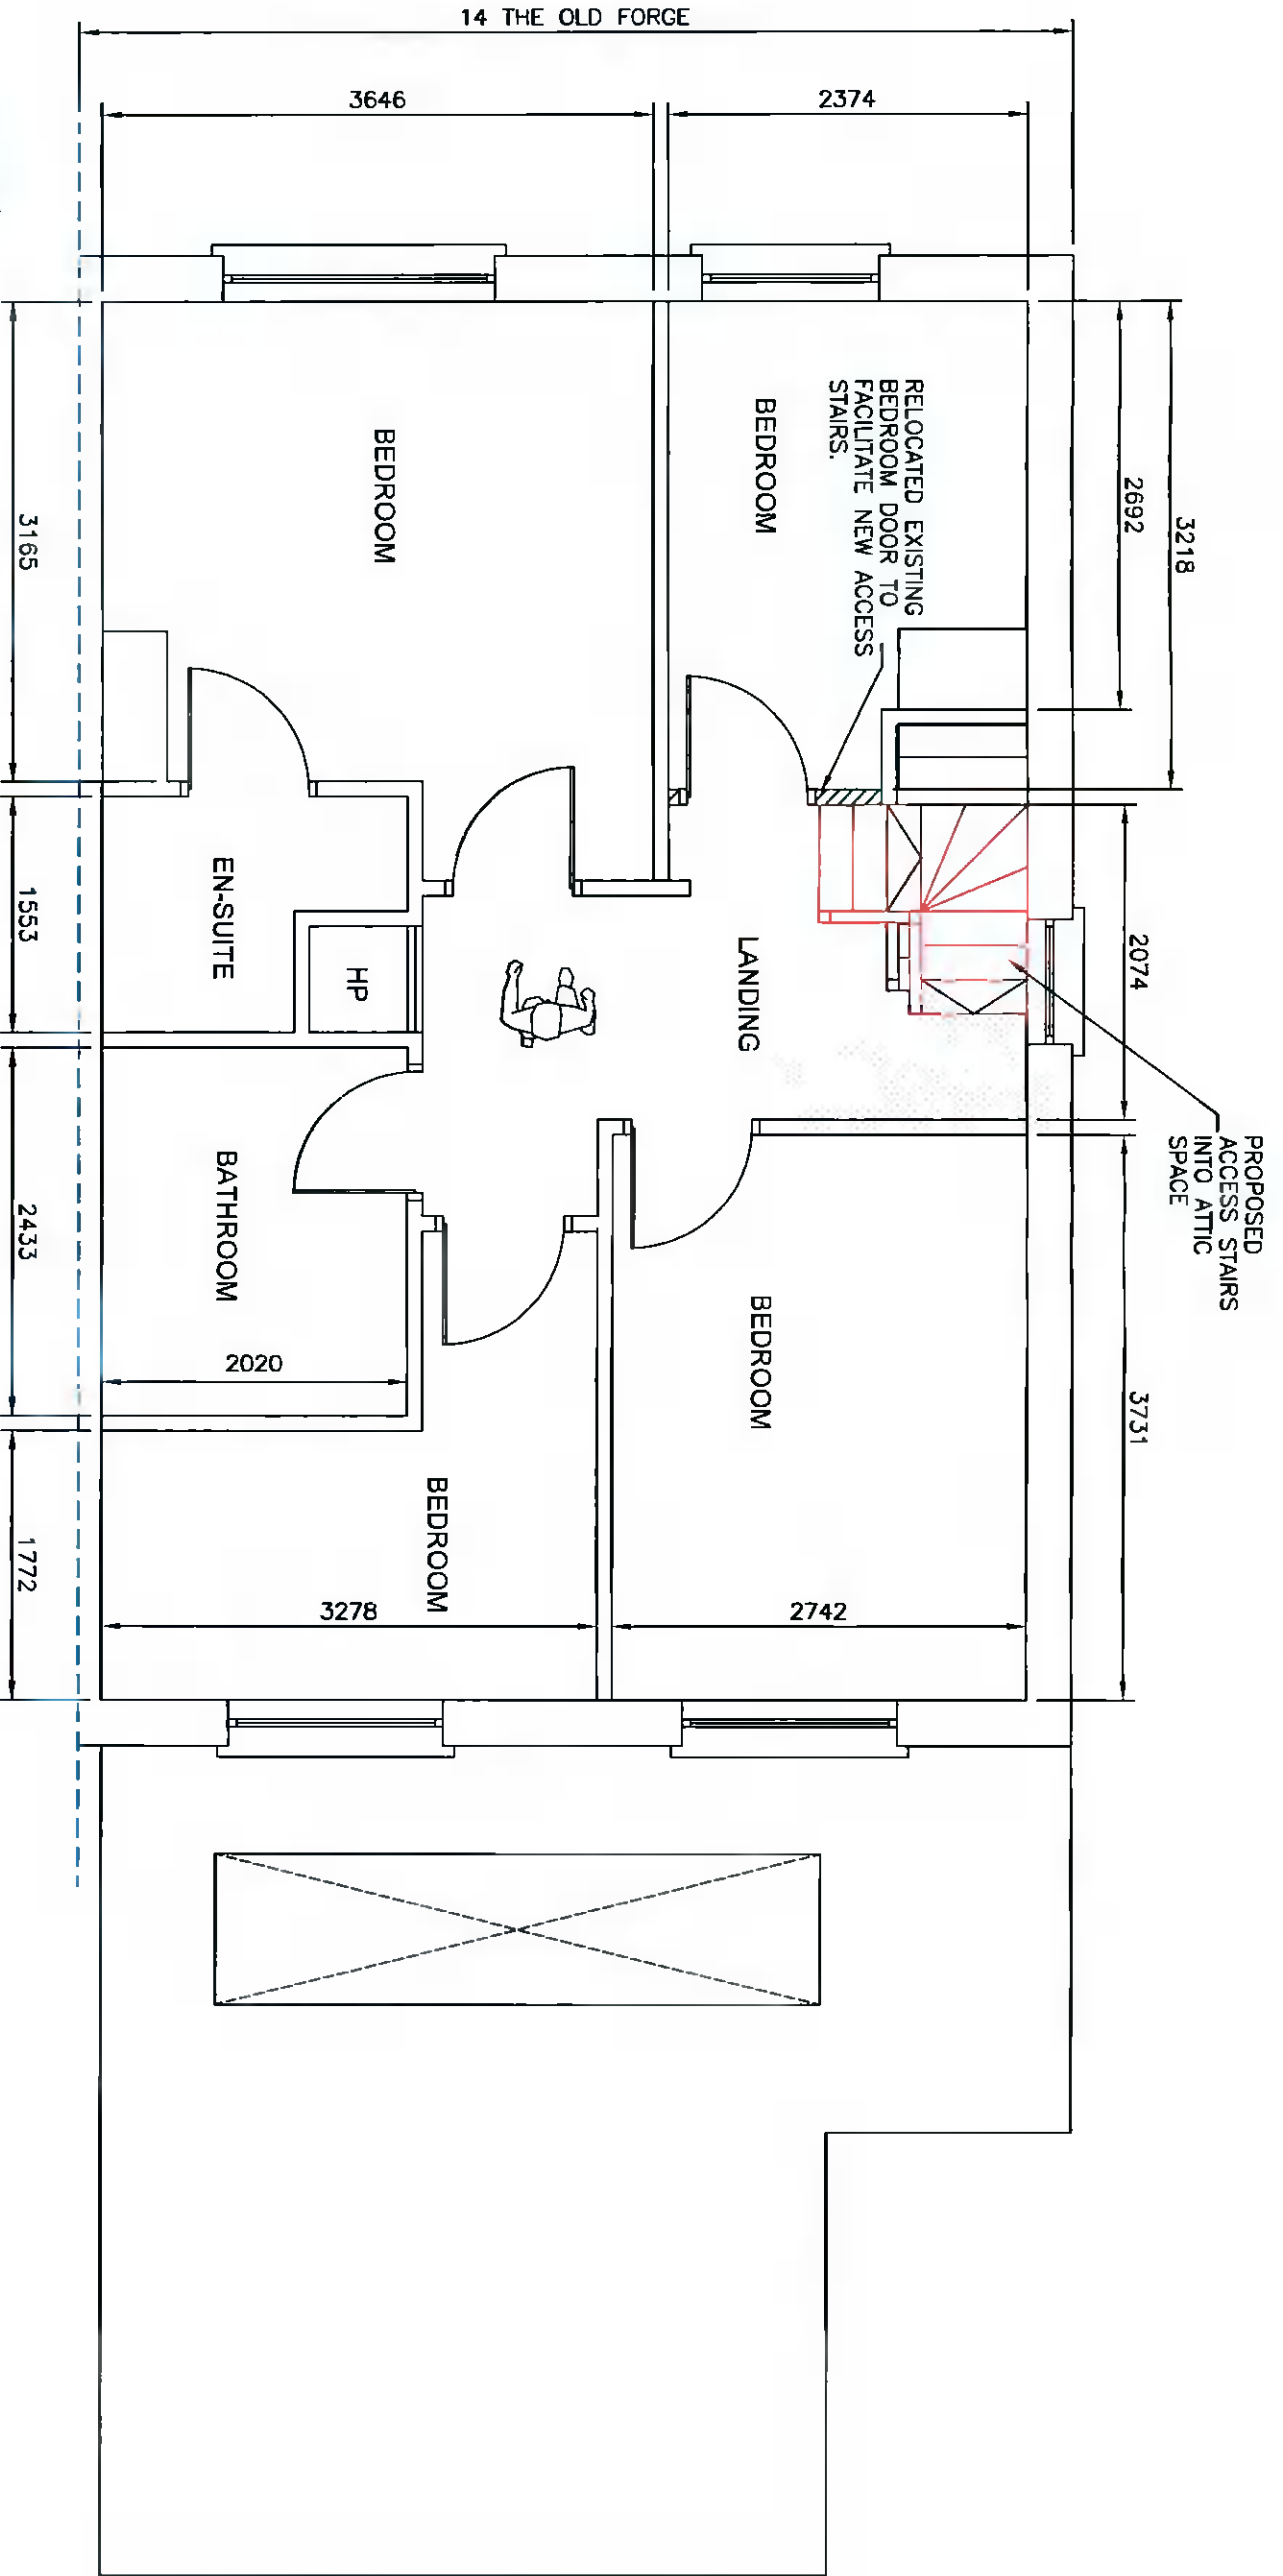 14 THE OLD FORGE
3646
2374
3218
2692
2074
3731
PROPOSED
ACCESS STAIRS
INTO ATTIC
SPACE
RELOCATED EXISTING
BEDROOM DOOR TO
FACILITATE NEW ACCESS
STAIRS.
BEDROOM
BEDROOM
LANDING
EN-SUITE
HP
BATHROOM
2020
BEDROOM
BEDROOM
3278
2742
3165
1553
2433
1772